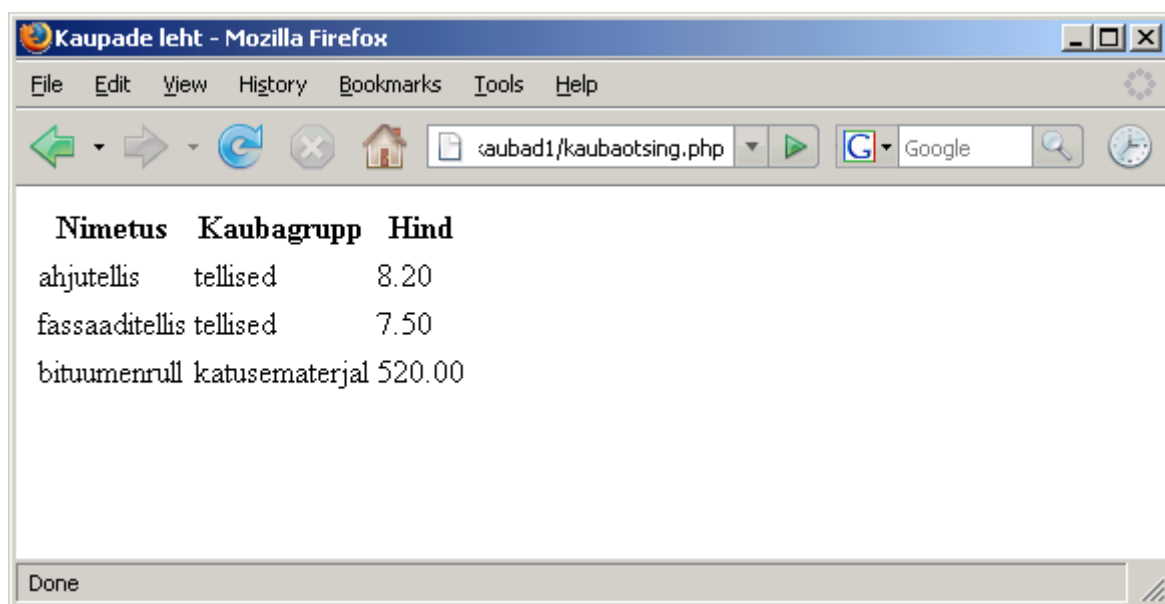 Kaupade leht - Mozilla Firefox
File Edit View History Bookmarks Tools Help
aubad1/kaubaotsing.php G Google
Nimetus Kaubagrupp Hind
ahjutellis tellised 8.20
fassaaditellis tellised 7.50
bituumenrull katusematerjal 520.00
Done